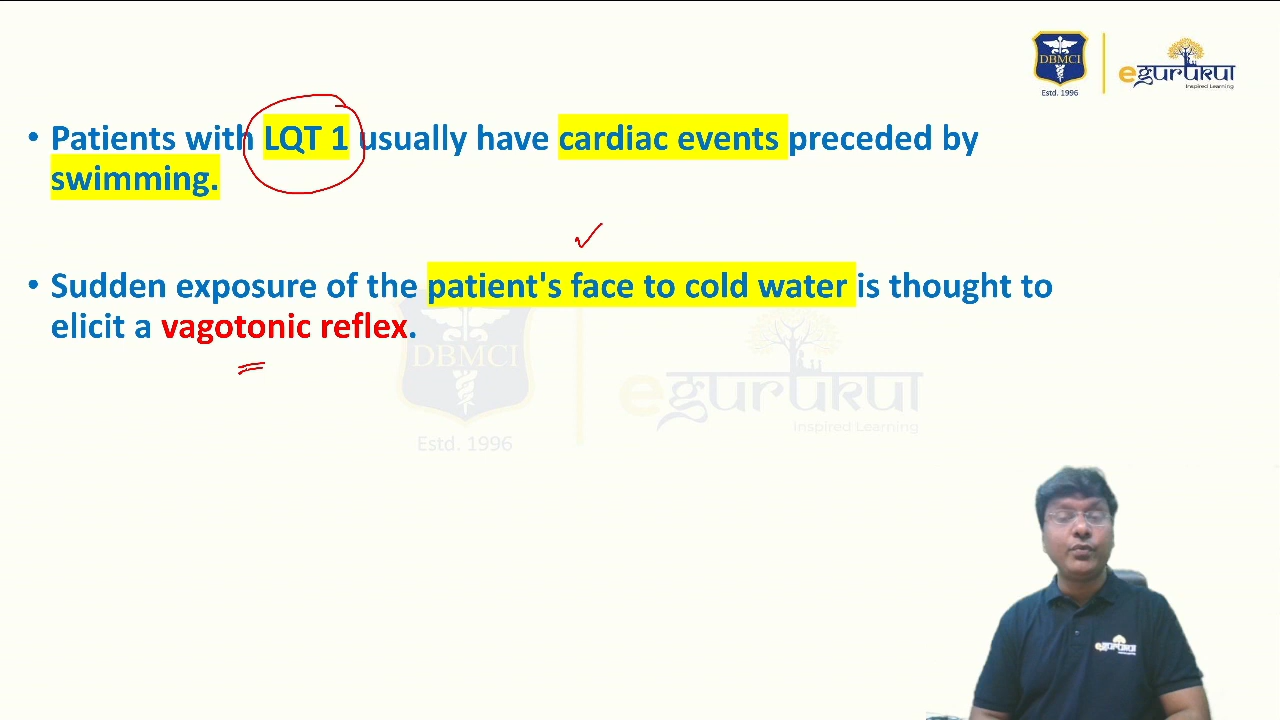 DBMCI
Estd. 1996
egurukul
Inspired Learning
• Patients with LQT 1 usually have cardiac events preceded by
swimming.
• Sudden exposure of the patient's face to cold water is thought to
elicit a vagotonic reflex.
DBMCI
Estd. 1996
egurukul
Inspired Learning
egurukul